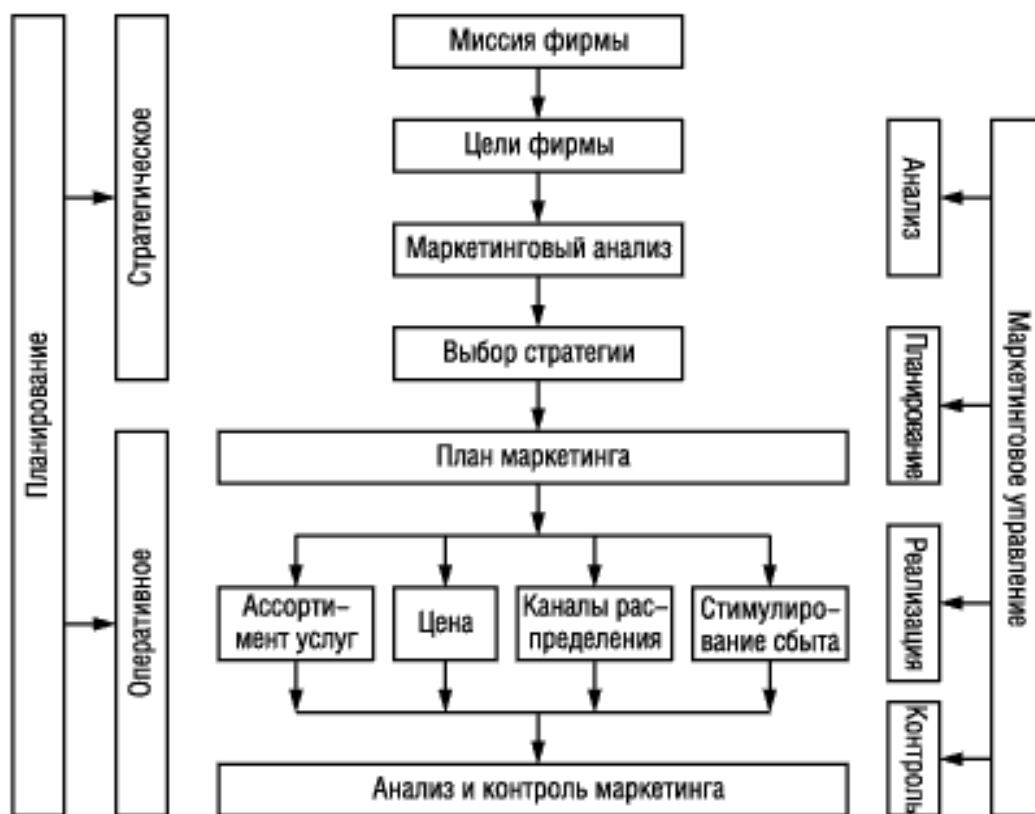 Планирование
Стратегическое
Оперативное
Миссия фирмы
Цели фирмы
Маркетинговый анализ
Выбор стратегии
План маркетинга
Ассорти-
мент услуг
Цена
Каналы рас-
пределения
Стимулиро-
вание сбыта
Анализ и контроль маркетинга
Анализ
Планирование
Реализация
Контроль
Маркетинговое управление